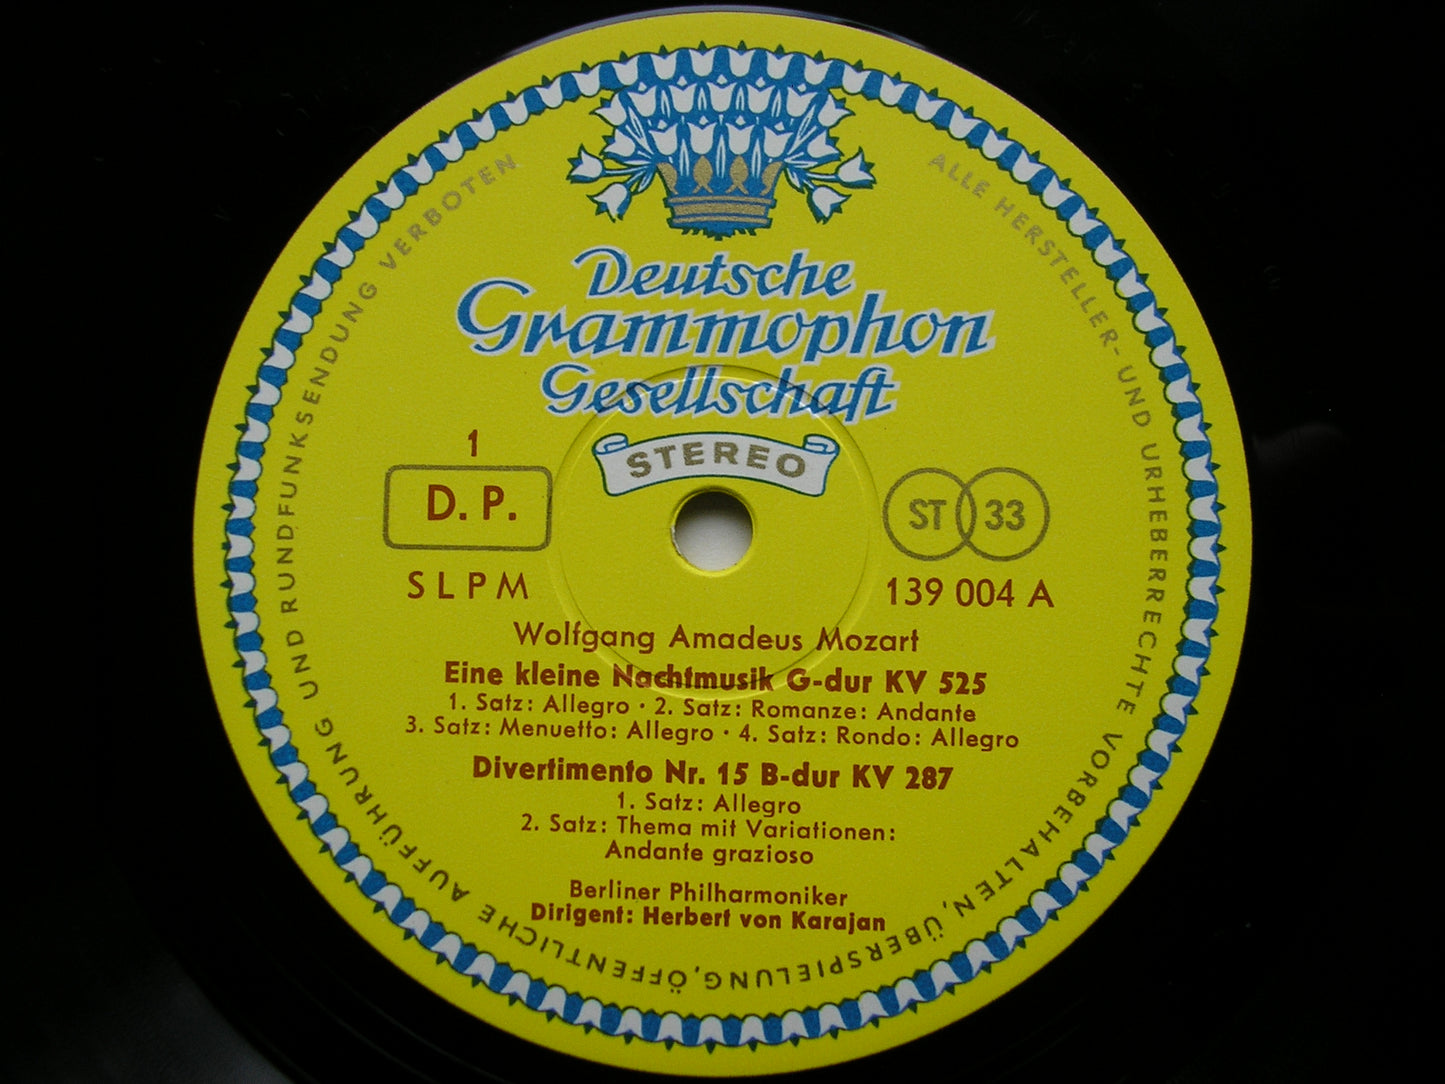 Deutsche
Grammophon
Gesellschaft
STEREO
1
D. P.
ST 33
SLPM
139 004 A
Wolfgang Amadeus Mozart
Eine kleine Nachtmusik G-dur KV 525
1. Satz: Allegro · 2. Satz: Romanze: Andante
3. Satz: Menuetto: Allegro · 4. Satz: Rondo: Allegro
Divertimento Nr. 15 B-dur KV 287
1. Satz: Allegro
2. Satz: Thema mit Variationen:
Andante grazioso
Berliner Philharmoniker
Dirigent: Herbert von Karajan
ALLE HERSTELLER- UND URHEBERRECHTE VORBEHALTEN, ÜBERSPIELUNG, ÖFFENTLICHE AUFFÜHRUNG UND RUNDFUNKSENDUNG VERBOTEN